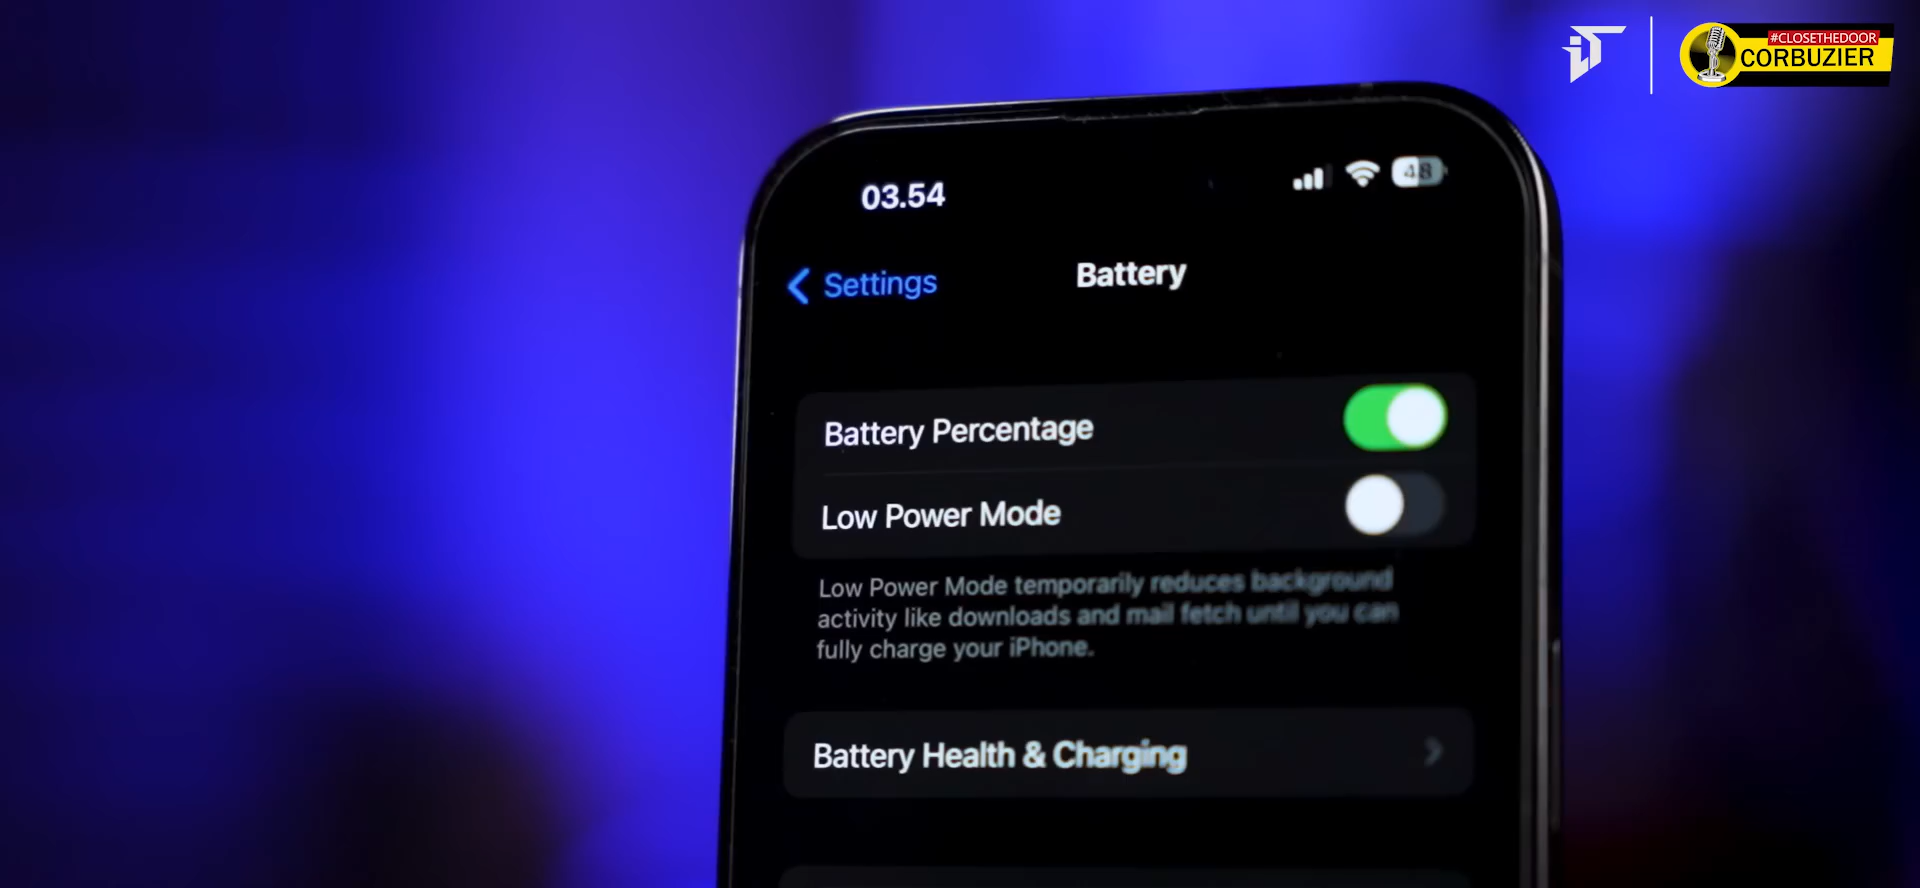 #CLOSETHEDOOR
CORBUZIER
03.54
48
Settings
Battery
Battery Percentage
Low Power Mode
Low Power Mode temporarily reduces background
activity like downloads and mail fetch until you can
fully charge your iPhone.
Battery Health & Charging